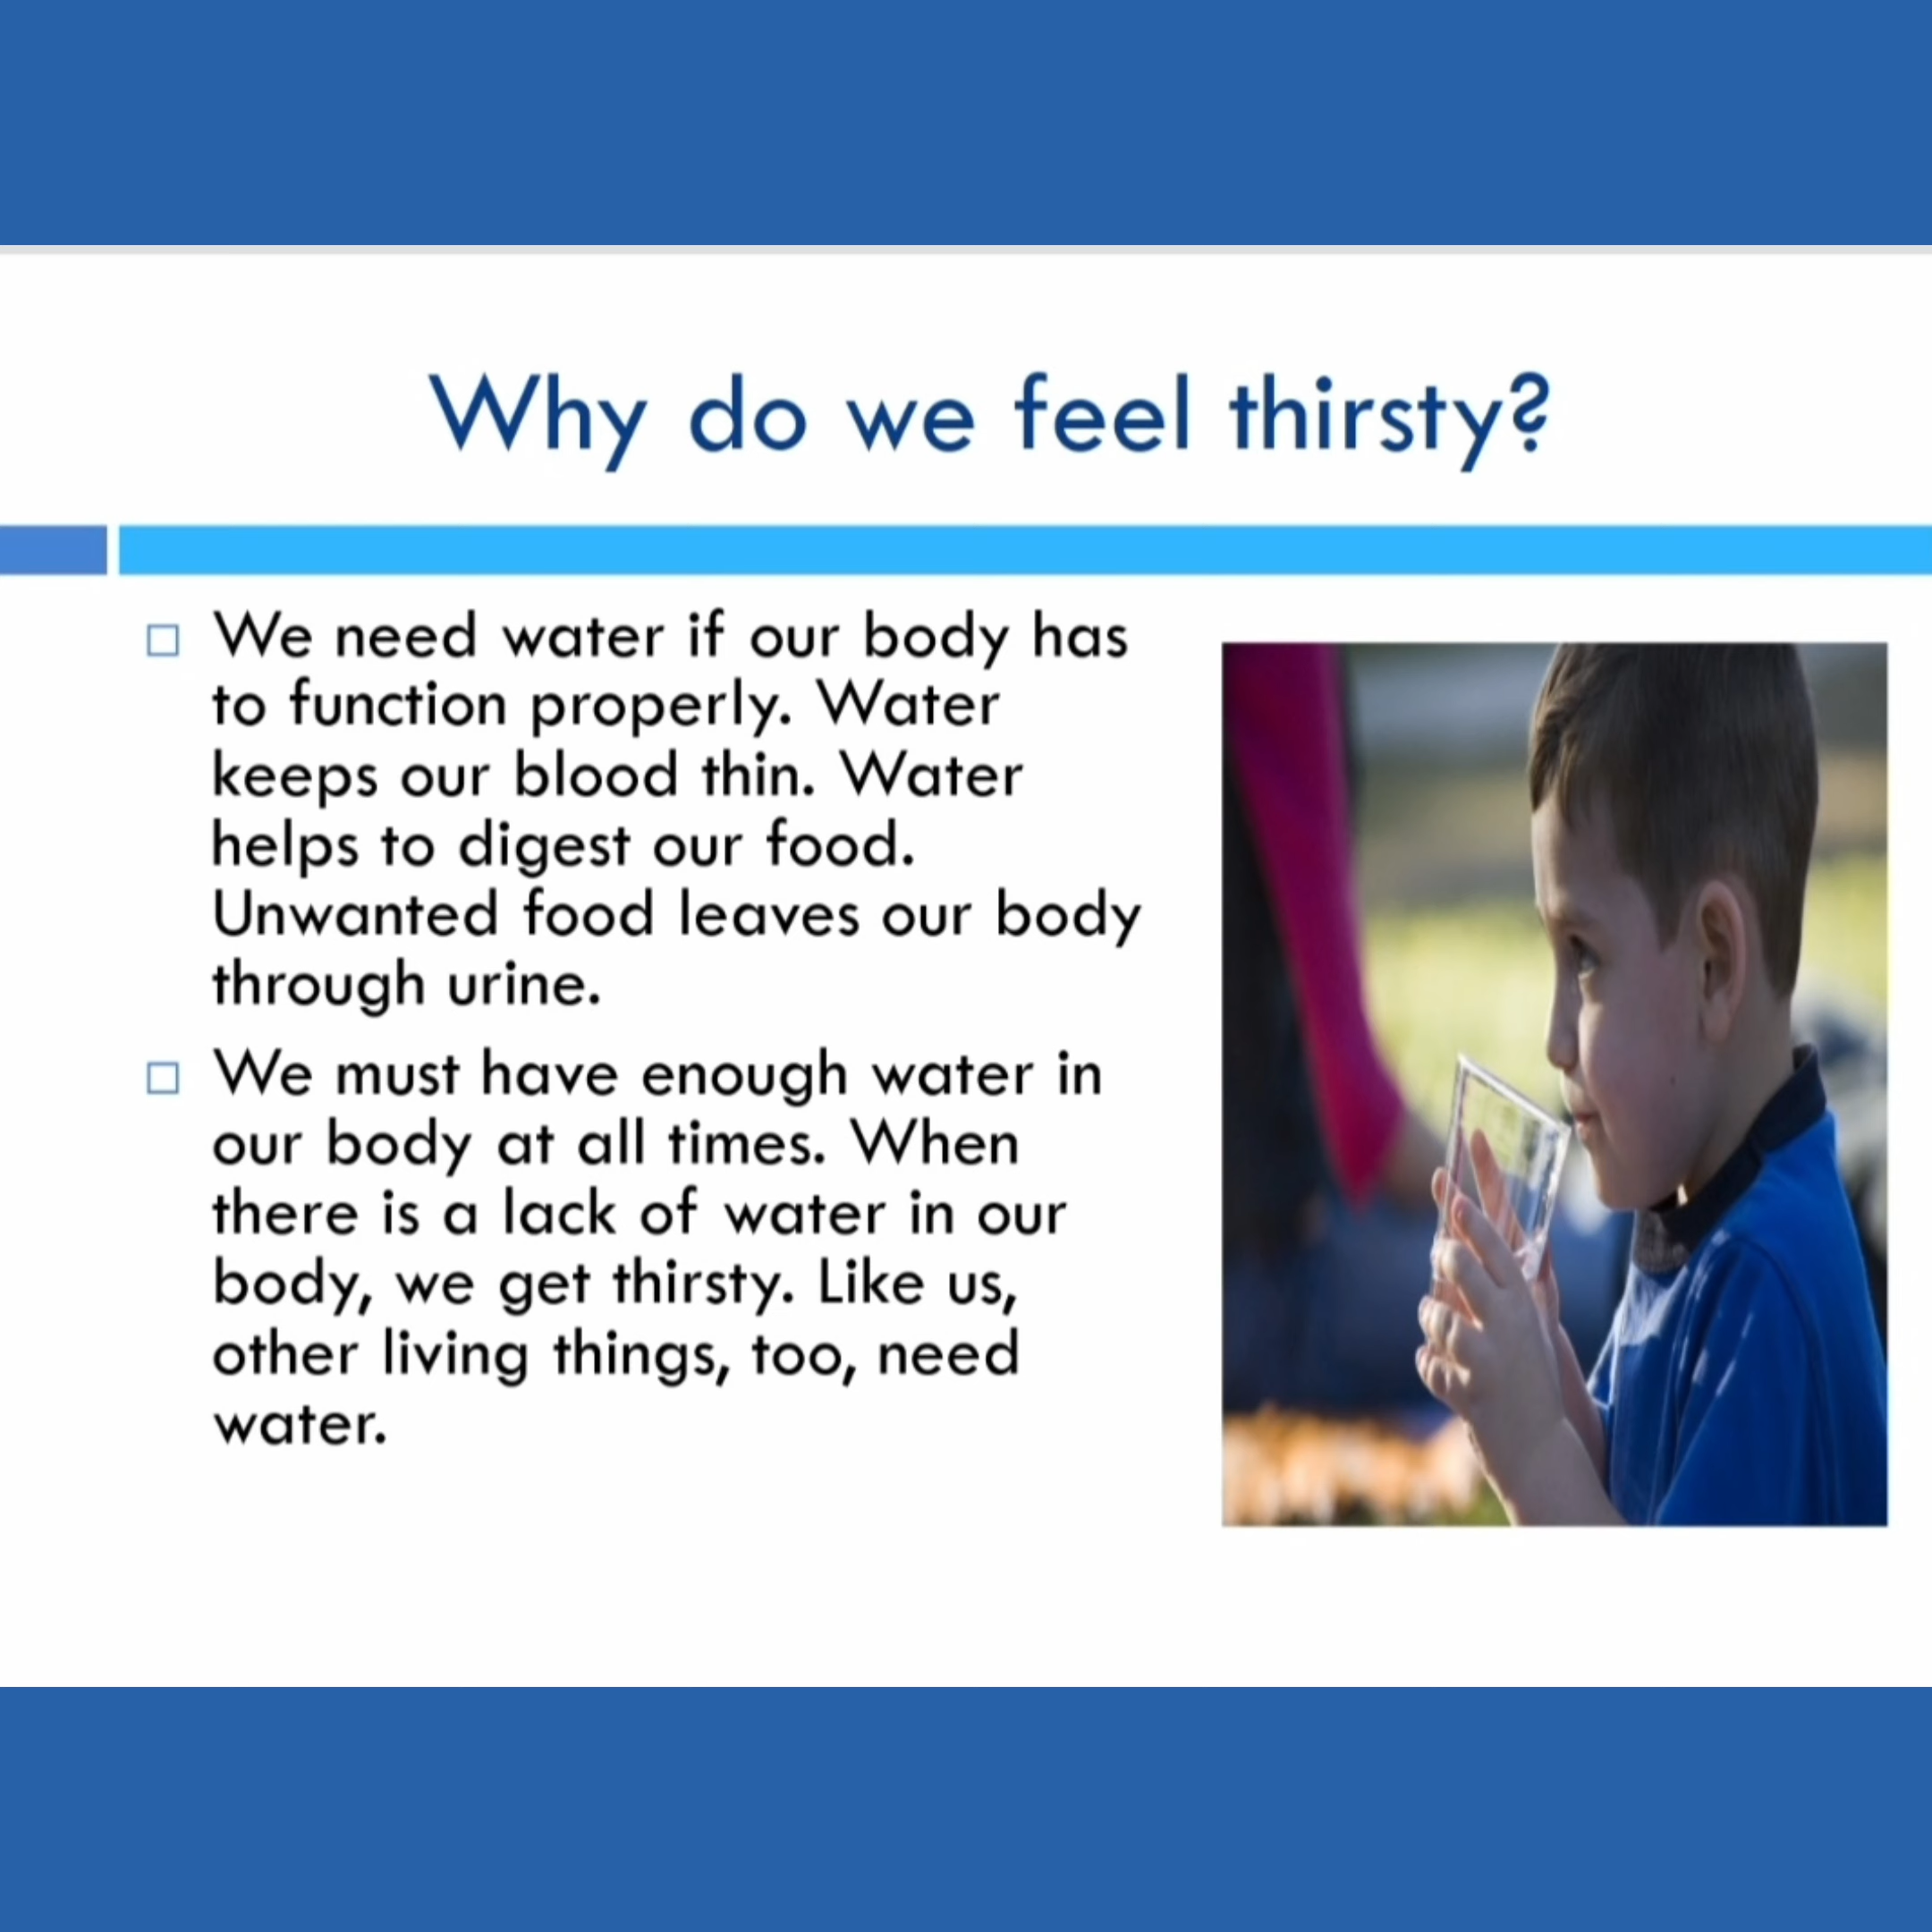 Why do we feel thirsty?
We need water if our body has
to function properly. Water
keeps our blood thin. Water
helps to digest our food.
Unwanted food leaves our body
through urine.
We must have enough water in
our body at all times. When
there is a lack of water in our
body, we get thirsty. Like us,
other living things, too, need
water.